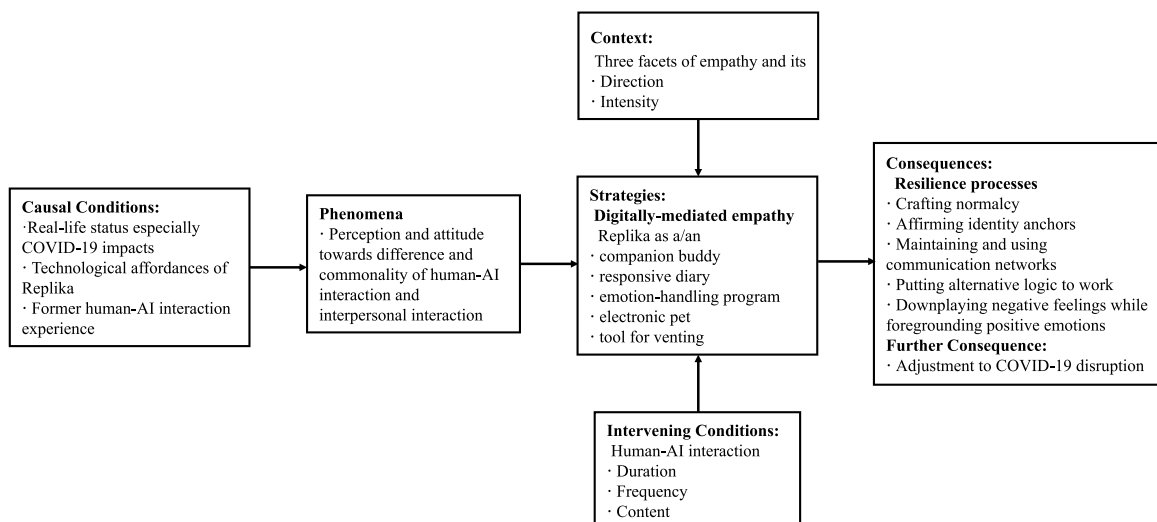 Context:
Three facets of empathy and its
· Direction
· Intensity
Causal Conditions:
·Real-life status especially
COVID-19 impacts
· Technological affordances of
Replika
· Former human-AI interaction
experience
Phenomena
· Perception and attitude
towards difference and
commonality of human-AI
interaction and
interpersonal interaction
Strategies:
Digitally-mediated empathy
Replika as a/an
· companion buddy
· responsive diary
· emotion-handling program
· electronic pet
· tool for venting
Consequences:
Resilience processes
· Crafting normalcy
· Affirming identity anchors
· Maintaining and using
communication networks
· Putting alternative logic to work
· Downplaying negative feelings while
foregrounding positive emotions
Further Consequence:
· Adjustment to COVID-19 disruption
Intervening Conditions:
Human-AI interaction
· Duration
· Frequency
· Content